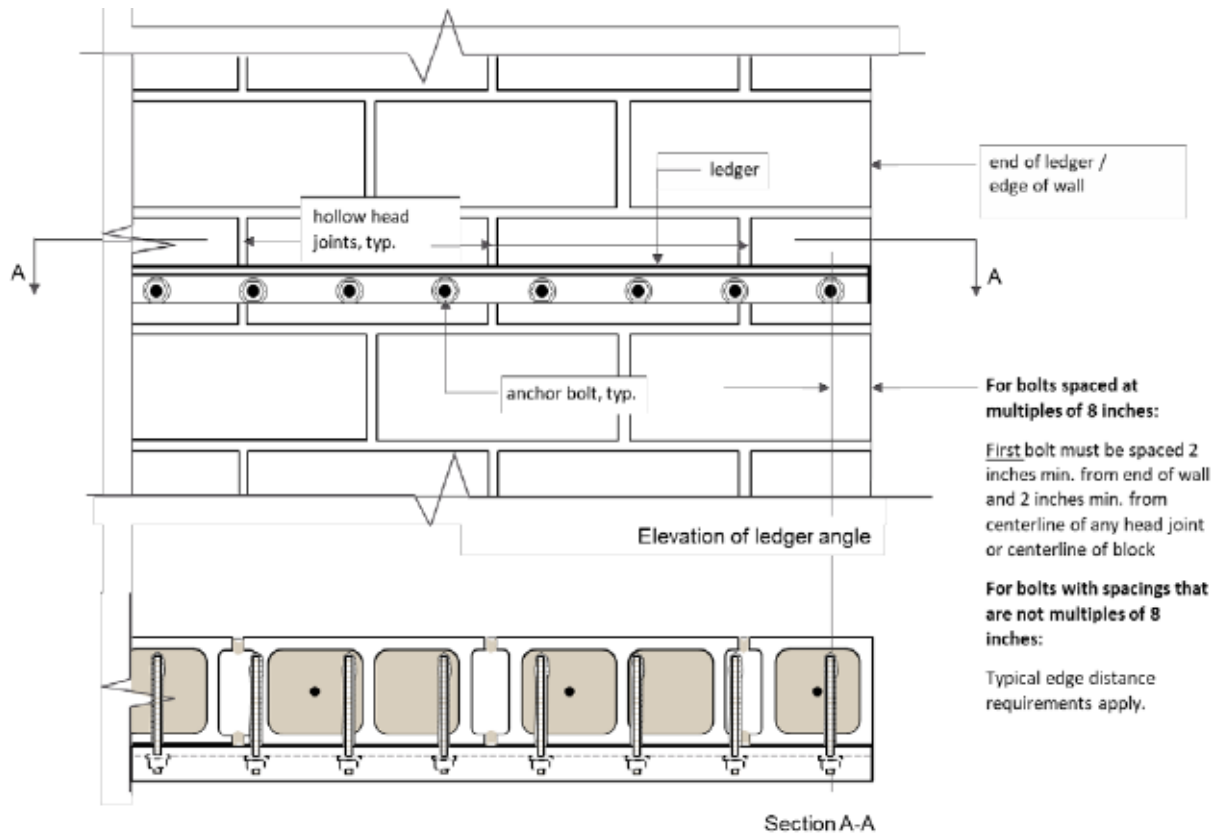 ledger
end of ledger /
edge of wall
hollow head
joints, typ.
A
A
anchor bolt, typ.
For bolts spaced at
multiples of 8 inches:
First bolt must be spaced 2
inches min. from end of wall
and 2 inches min. from
centerline of any head joint
or centerline of block
Elevation of ledger angle
For bolts with spacings that
are not multiples of 8
inches:
Typical edge distance
requirements apply.
Section A-A